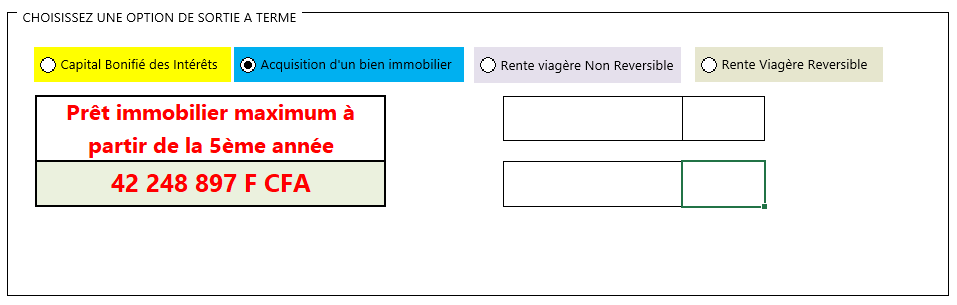 CHOISISSEZ UNE OPTION DE SORTIE A TERME
Capital Bonifié des Intérêts
Acquisition d'un bien immobilier
Rente viagère Non Reversible
Rente Viagère Reversible
Prêt immobilier maximum à
partir de la 5ème année
42 248 897 F CFA